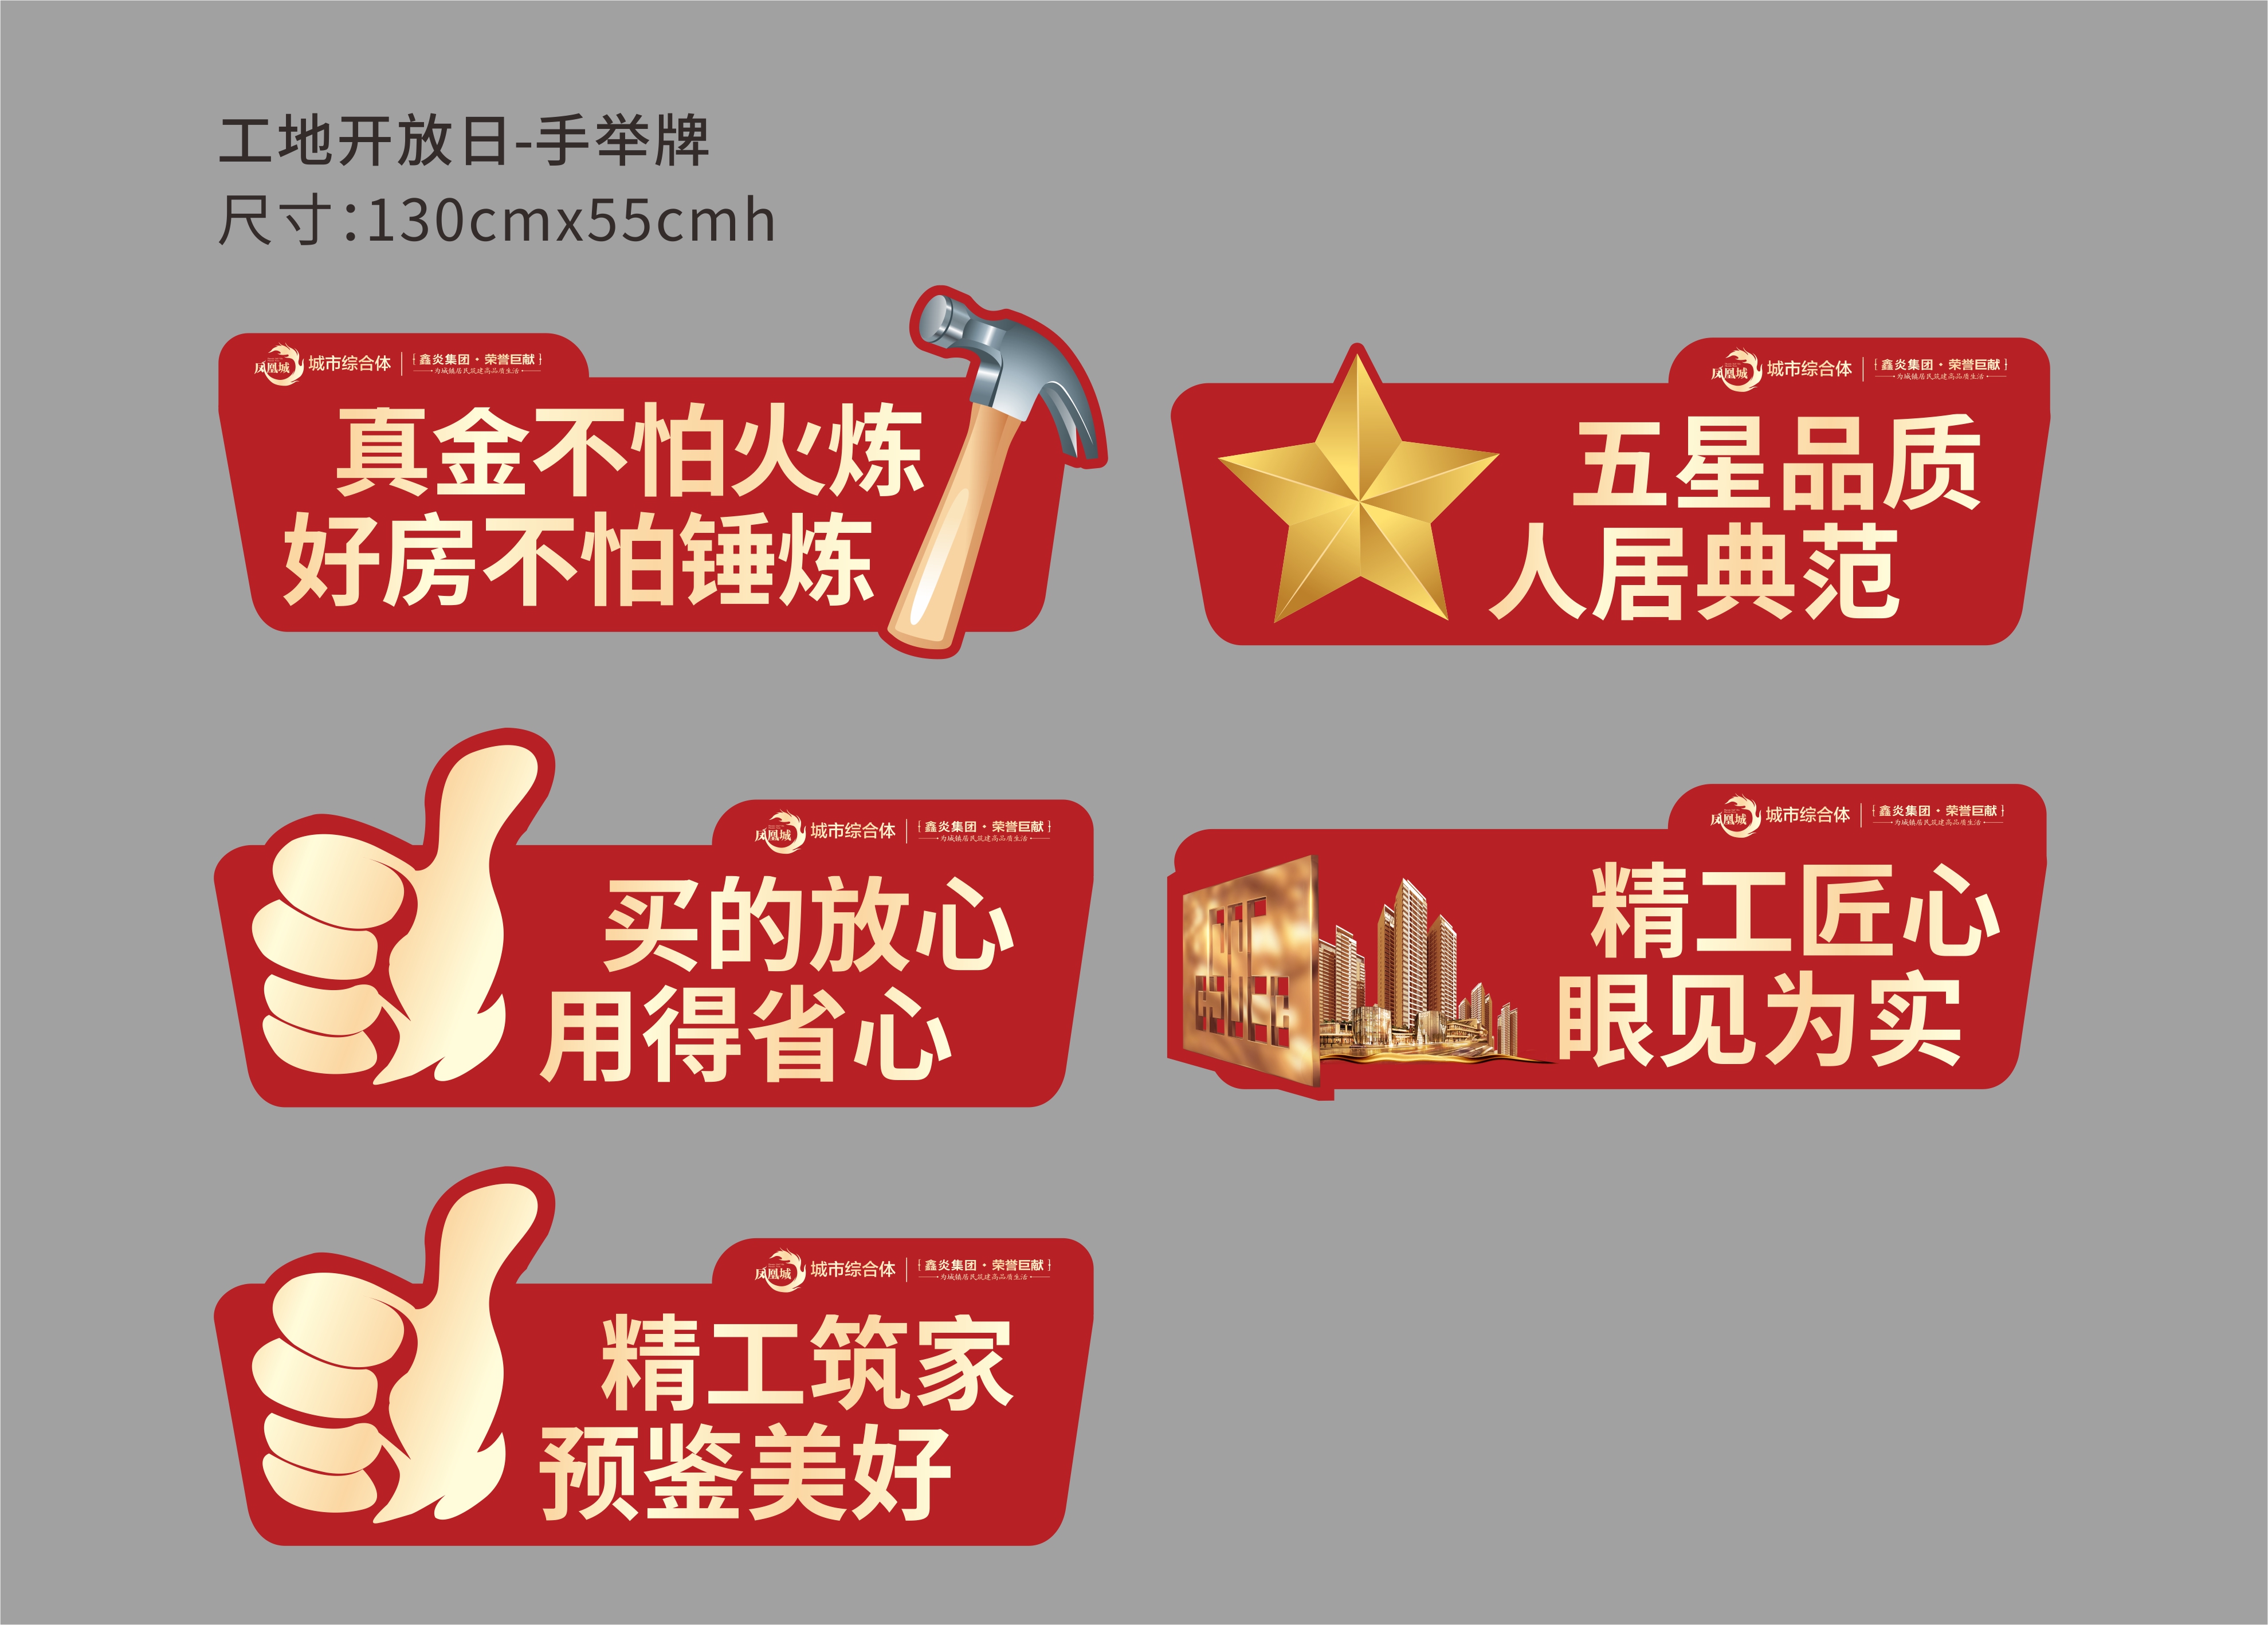 工地开放日-手举牌
尺寸:130cmx55cmh
凤凰城 城市综合体 鑫炎集团·荣誉巨献
为城镇居民筑建高品质生活
真金不怕火炼
好房不怕锤炼
凤凰城 城市综合体 鑫炎集团·荣誉巨献
为城镇居民筑建高品质生活
五星品质
人居典范
凤凰城 城市综合体 鑫炎集团·荣誉巨献
为城镇居民筑建高品质生活
买的放心
用得省心
凤凰城 城市综合体 鑫炎集团·荣誉巨献
为城镇居民筑建高品质生活
精工匠心
眼见为实
凤凰城 城市综合体 鑫炎集团·荣誉巨献
为城镇居民筑建高品质生活
精工筑家
预鉴美好